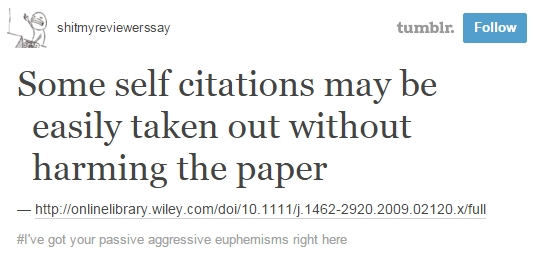 shitmyreviewerssay
tumblr. Follow
Some self citations may be
easily taken out without
harming the paper
— http://onlinelibrary.wiley.com/doi/10.1111/j.1462-2920.2009.02120.x/full
#I've got your passive aggressive euphemisms right here